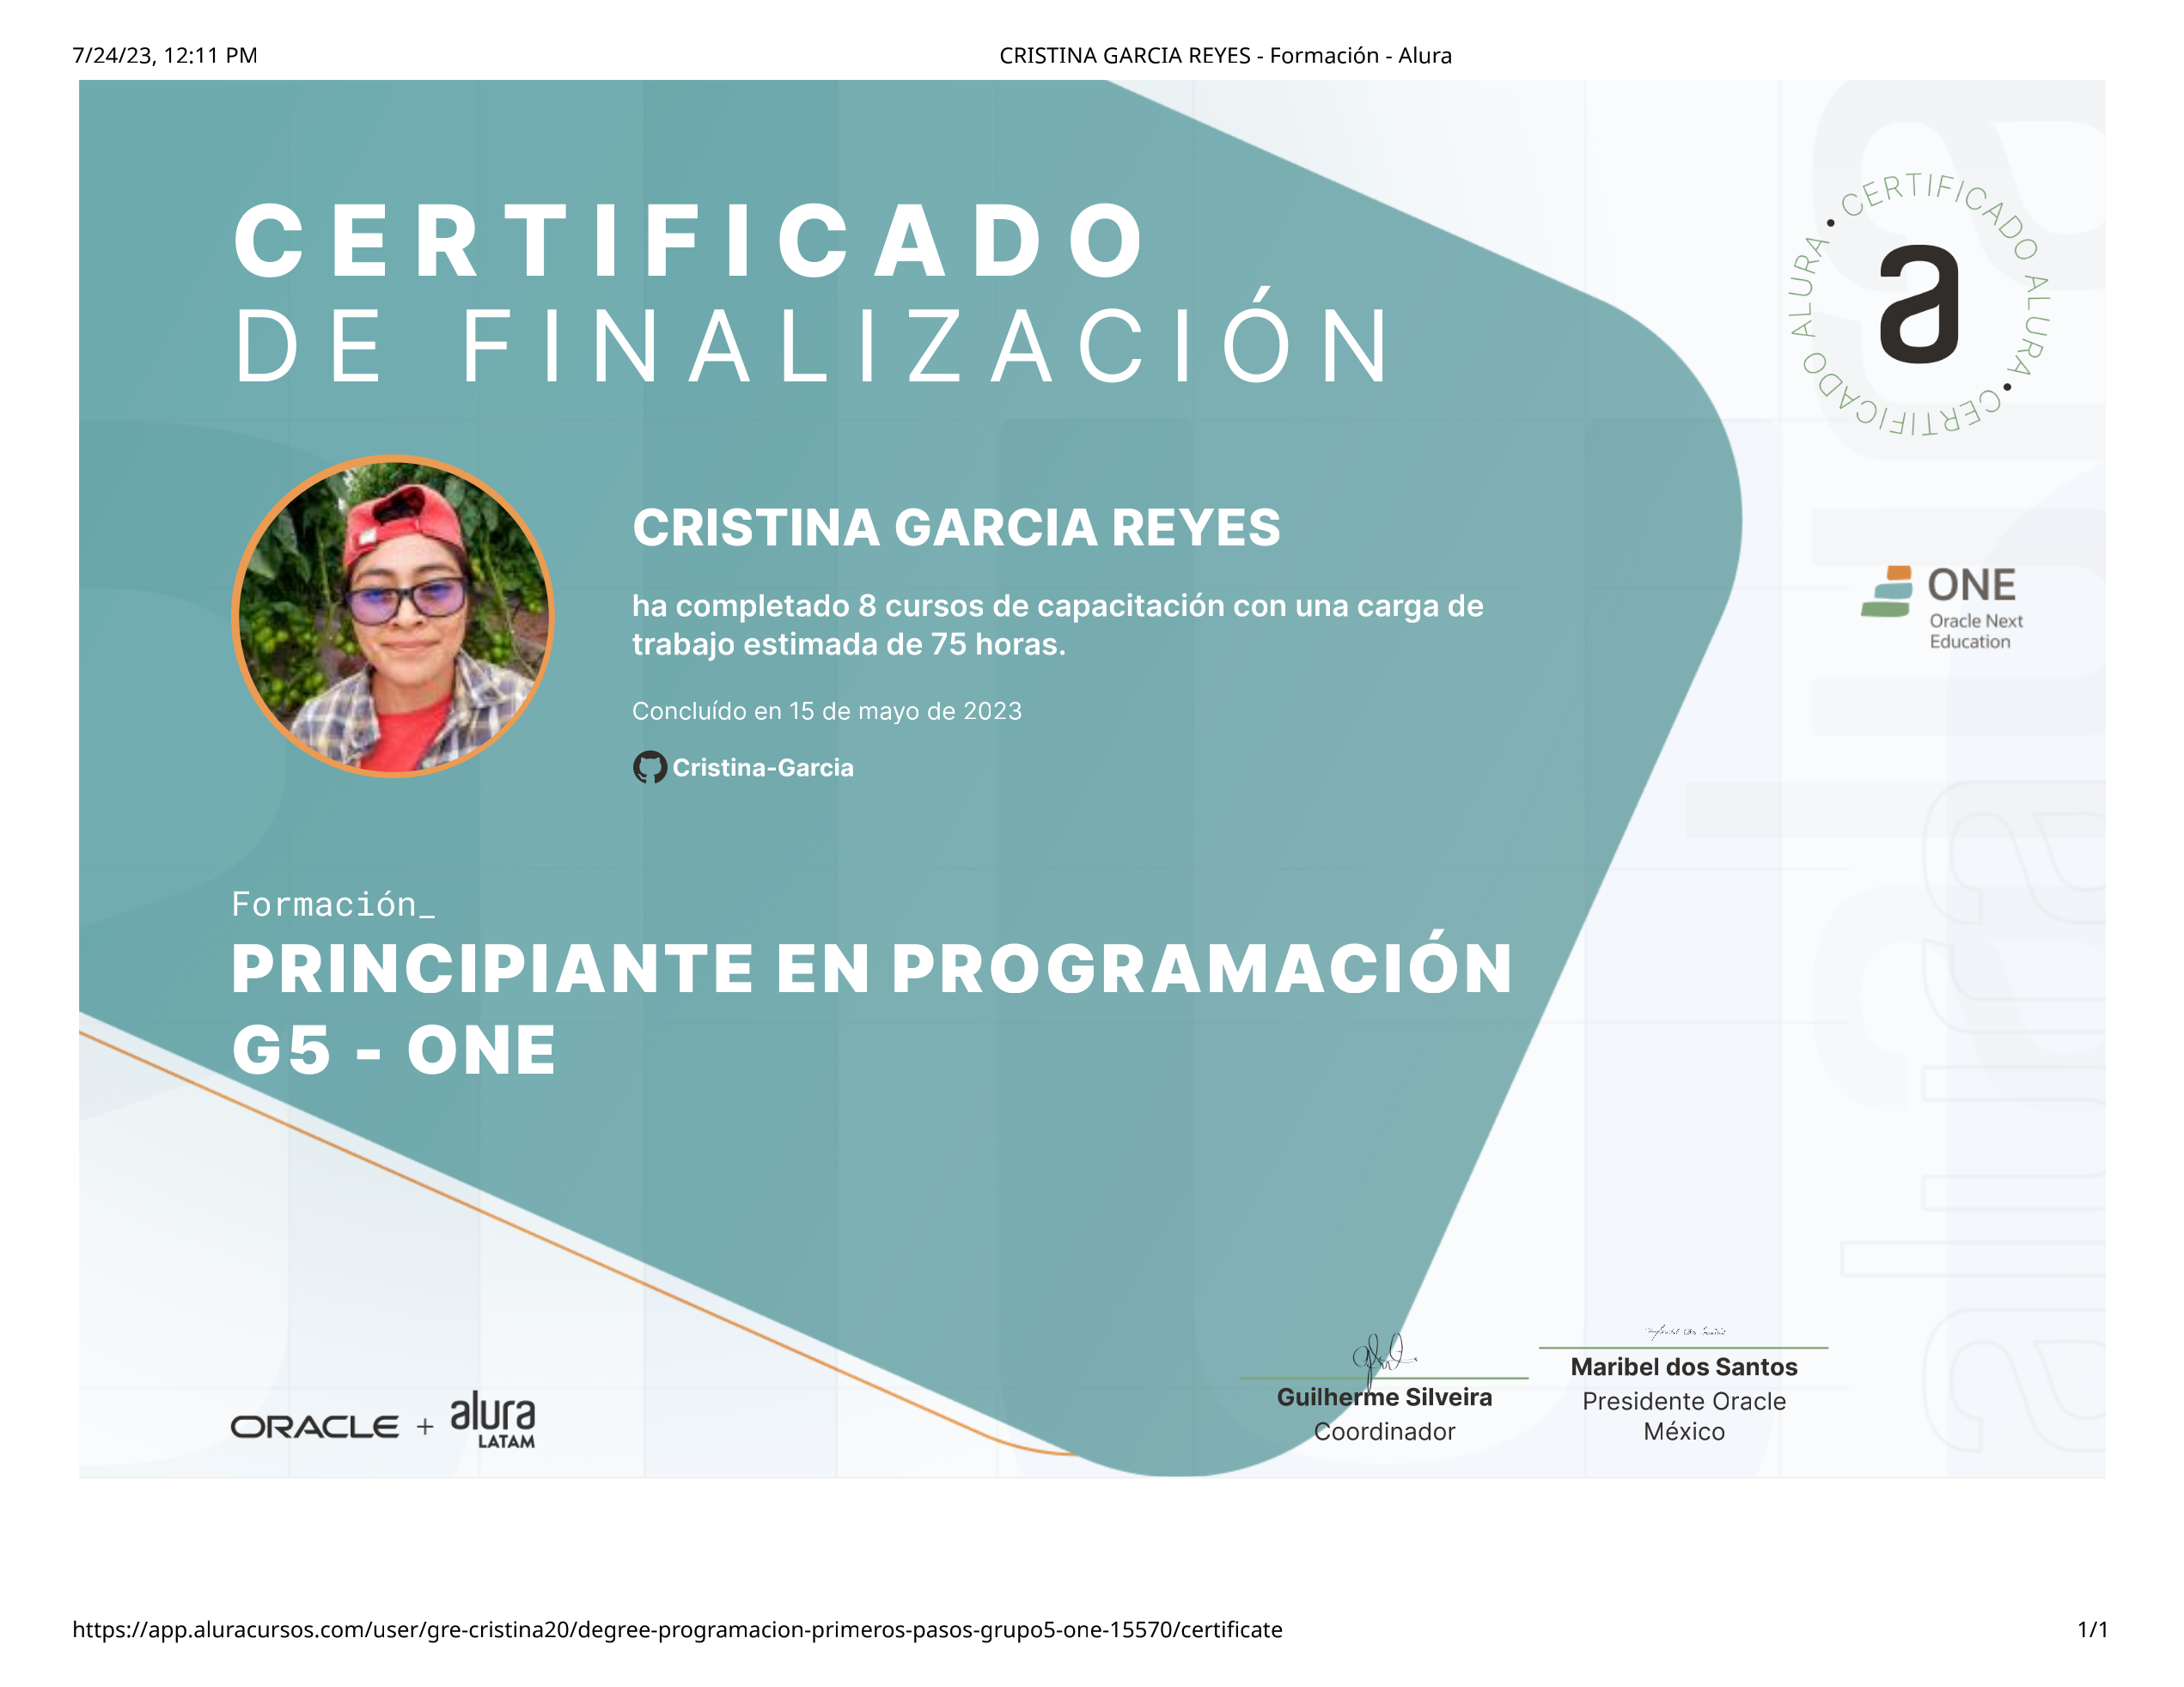 7/24/23, 12:11 PM
CRISTINA GARCIA REYES - Formación - Alura
CERTIFICADO
DE FINALIZACIÓN
CERTIFICADO ALURA • CERTIFICADO ALURA •
a
CRISTINA GARCIA REYES
ha completado 8 cursos de capacitación con una carga de
trabajo estimada de 75 horas.
Concluído en 15 de mayo de 2023
Cristina-Garcia
ONE
Oracle Next
Education
Formación_
PRINCIPIANTE EN PROGRAMACIÓN
G5 - ONE
alura
ORACLE + alura
LATAM
Guilherme Silveira
Coordinador
Maribel dos Santos
Presidente Oracle
México
https://app.aluracursos.com/user/gre-cristina20/degree-programacion-primeros-pasos-grupo5-one-15570/certificate
1/1